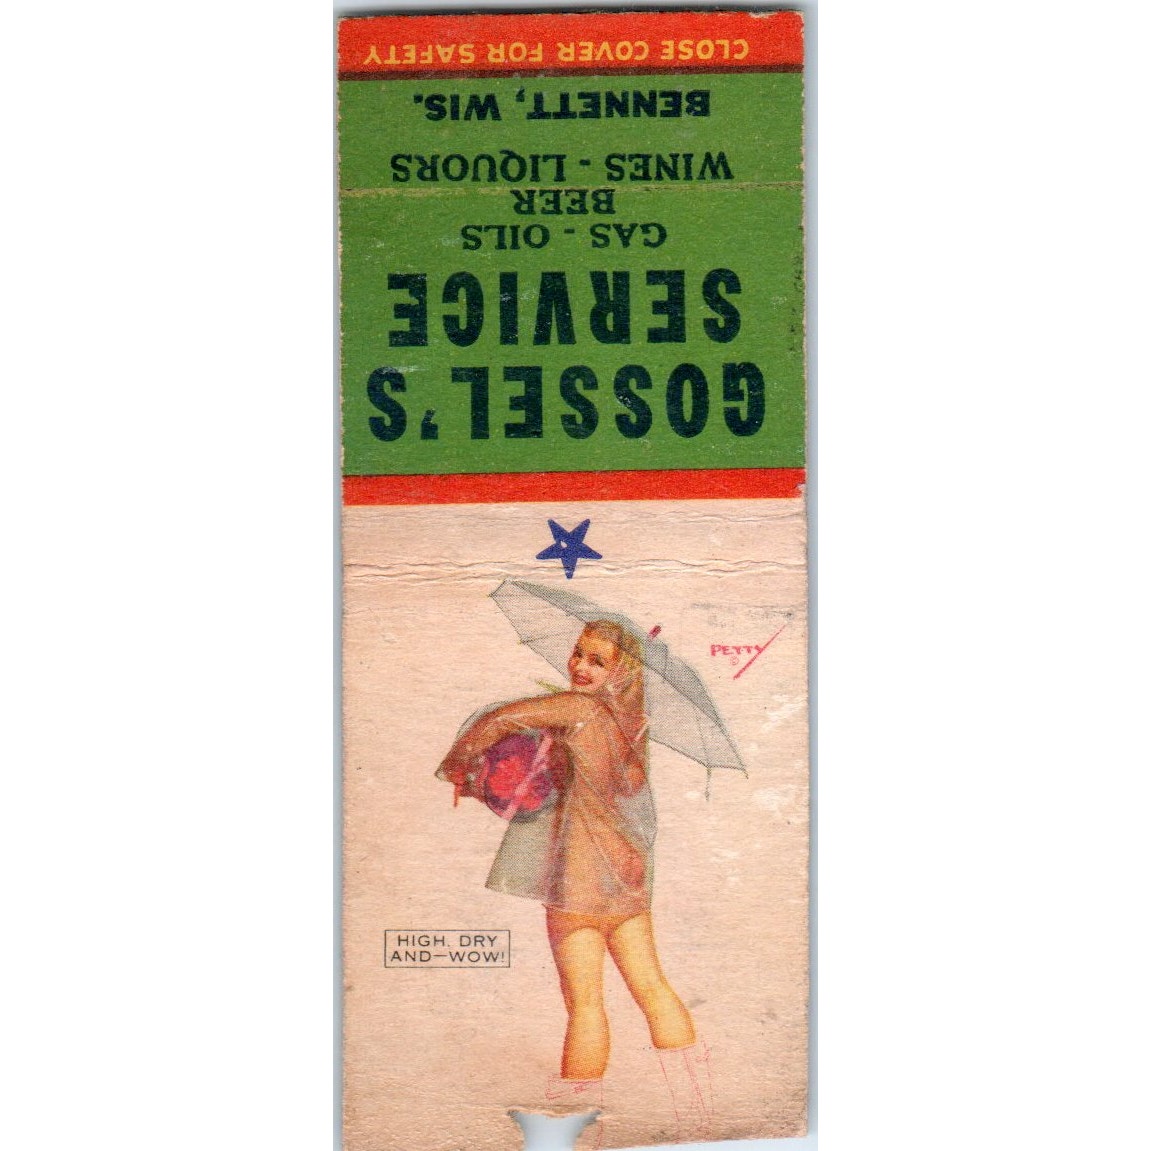 GOSSEL'S
SERVICE
GAS - OILS
BEER
WINES - LIQUORS
BENNETT, WIS.
CLOSE COVER FOR SAFETY
PETTY
©
HIGH, DRY
AND—WOW!